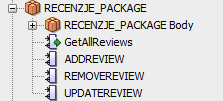 RECENZJE_PACKAGE
RECENZJE_PACKAGE Body
GetAllReviews
ADDREVIEW
REMOVEREVIEW
UPDATEREVIEW